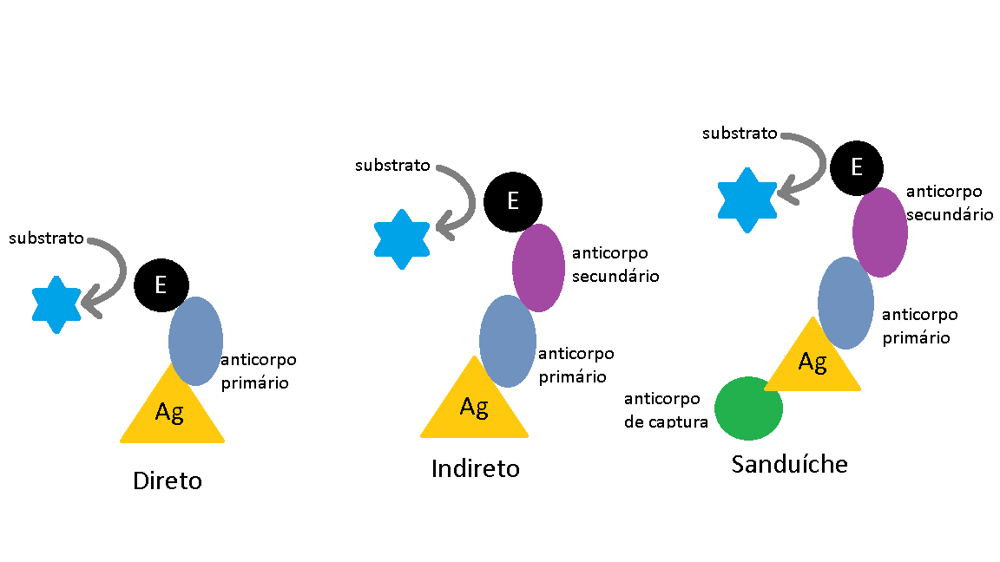 substrato
E
anticorpo
primário
Ag
Direto
substrato
E
anticorpo
secundário
anticorpo
primário
Ag
Indireto
substrato
E
anticorpo
secundário
anticorpo
primário
Ag
anticorpo
de captura
Sanduíche